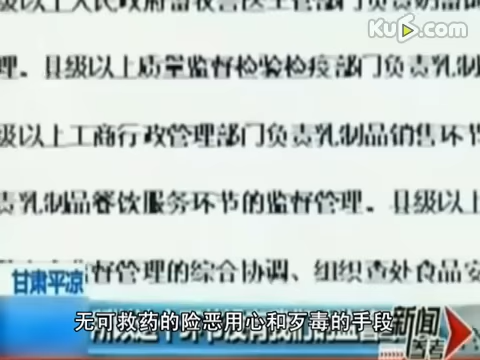 级以上人民政府畜牧兽医主管部门负责奶畜
Ku6.com
理。县级以上质量监督检验检疫部门负责乳制
级以上工商行政管理部门负责乳制品销售环节
责乳制品餐饮服务环节的监督管理。县级以上
监督管理的综合协调、组织查处食品安
甘肃平凉
无可救药的险恶用心和歹毒的手段
新闻
参考